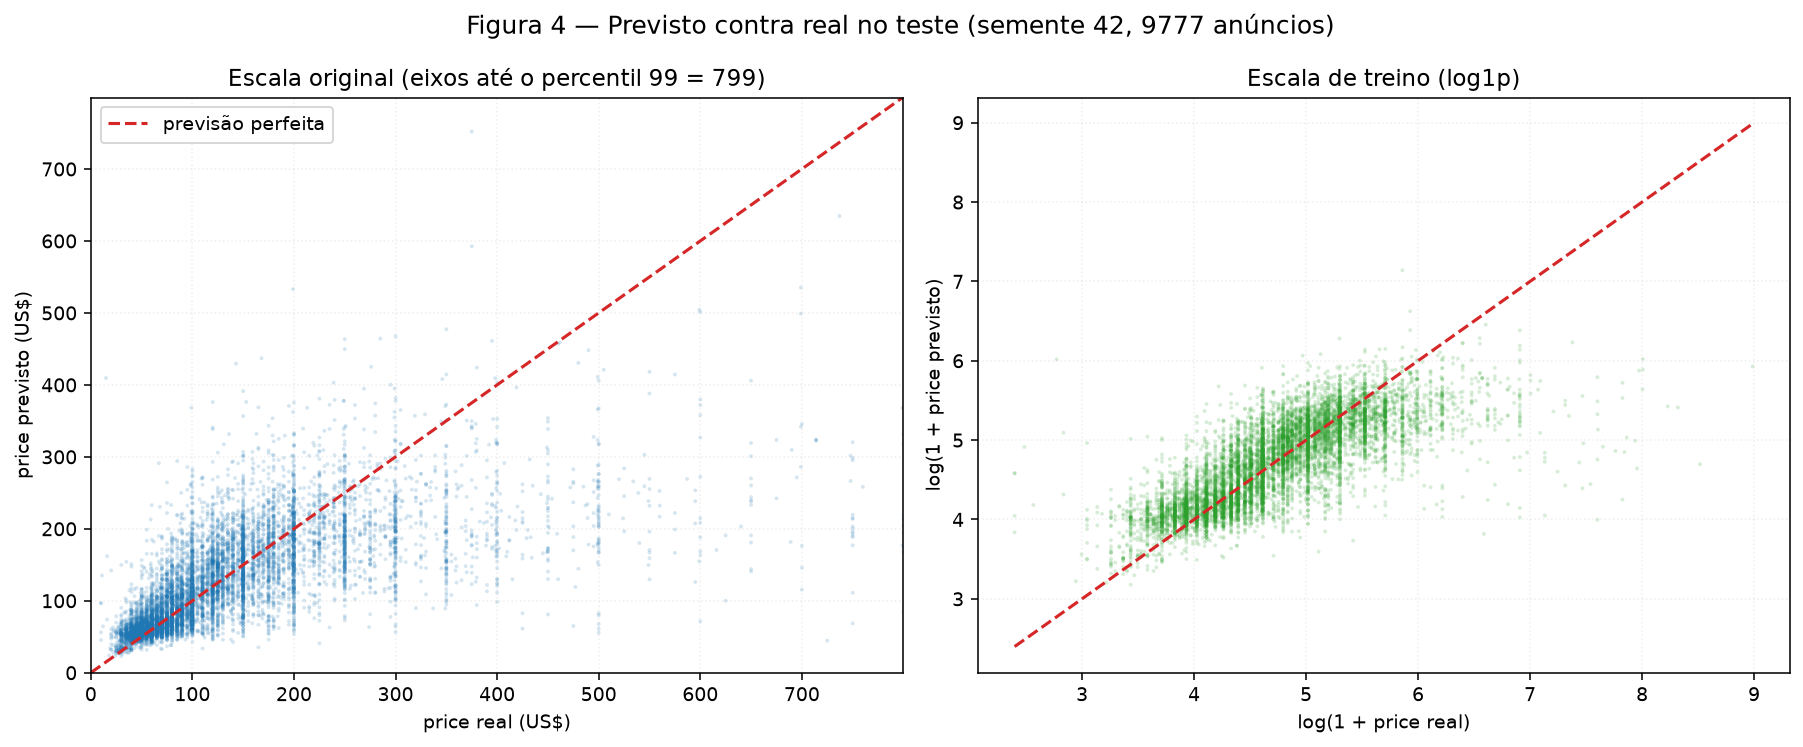 Figura 4 — Previsto contra real no teste (semente 42, 9777 anúncios)
Escala original (eixos até o percentil 99 = 799)
previsão perfeita
price previsto (US$)
700
600
500
400
300
200
100
0
0 100 200 300 400 500 600 700
price real (US$)
Escala de treino (log1p)
log(1 + price previsto)
9
8
7
6
5
4
3
3 4 5 6 7 8 9
log(1 + price real)